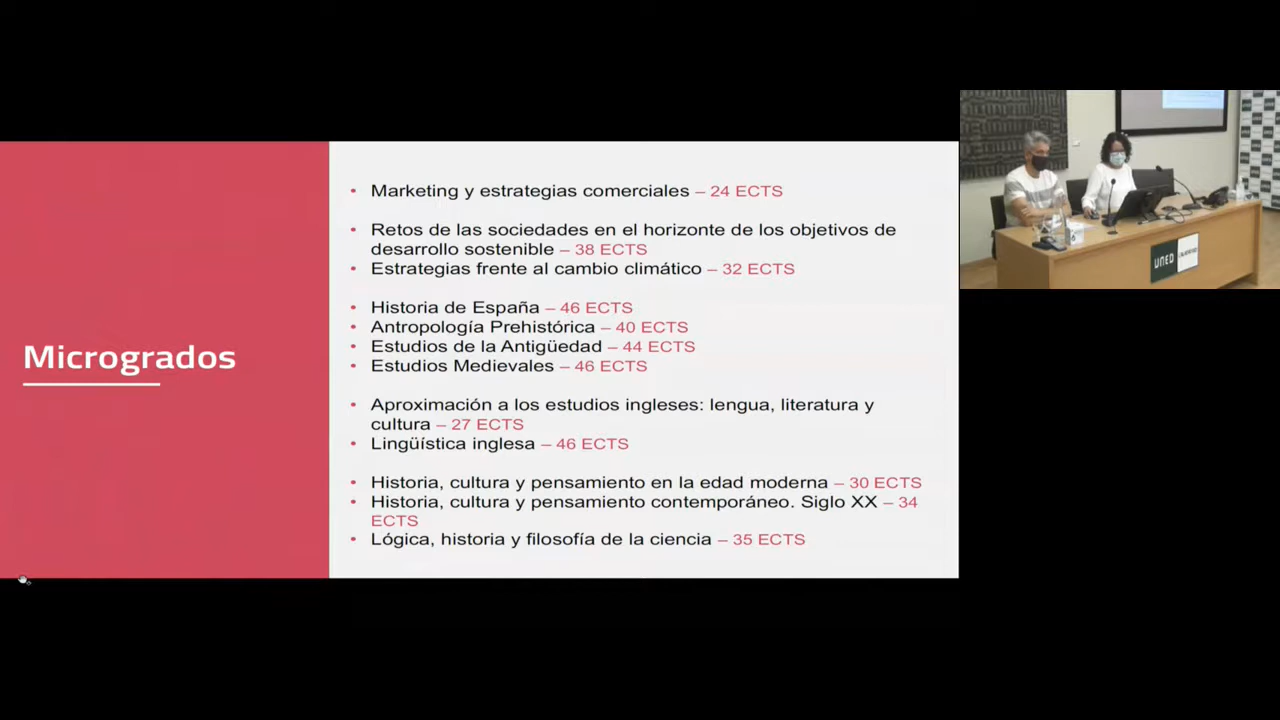 Microgrados
• Marketing y estrategias comerciales – 24 ECTS
• Retos de las sociedades en el horizonte de los objetivos de
desarrollo sostenible – 38 ECTS
• Estrategias frente al cambio climático – 32 ECTS
• Historia de España – 46 ECTS
• Antropología Prehistórica – 40 ECTS
• Estudios de la Antigüedad – 44 ECTS
• Estudios Medievales – 46 ECTS
• Aproximación a los estudios ingleses: lengua, literatura y
cultura – 27 ECTS
• Lingüística inglesa – 46 ECTS
• Historia, cultura y pensamiento en la edad moderna – 30 ECTS
• Historia, cultura y pensamiento contemporáneo. Siglo XX – 34
ECTS
• Lógica, historia y filosofía de la ciencia – 35 ECTS
UNED